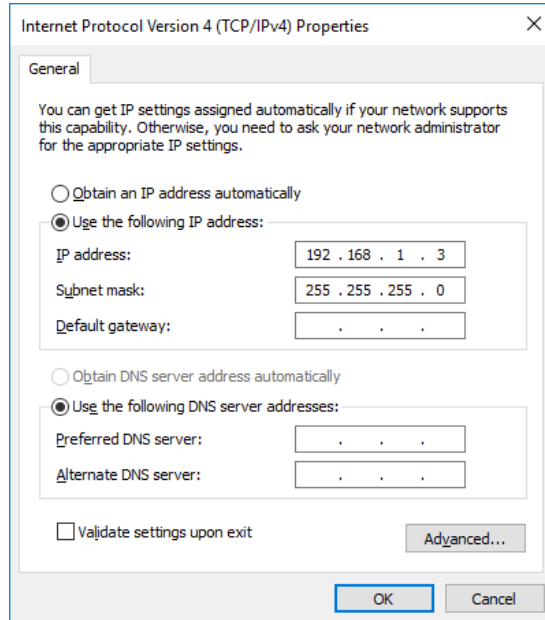 Internet Protocol Version 4 (TCP/IPv4) Properties
General
You can get IP settings assigned automatically if your network supports
this capability. Otherwise, you need to ask your network administrator
for the appropriate IP settings.
Obtain an IP address automatically
Use the following IP address:
IP address: 192 . 168 . 1 . 3
Subnet mask: 255 . 255 . 255 . 0
Default gateway: . . .
Obtain DNS server address automatically
Use the following DNS server addresses:
Preferred DNS server: . . .
Alternate DNS server: . . .
Validate settings upon exit
Advanced...
OK Cancel